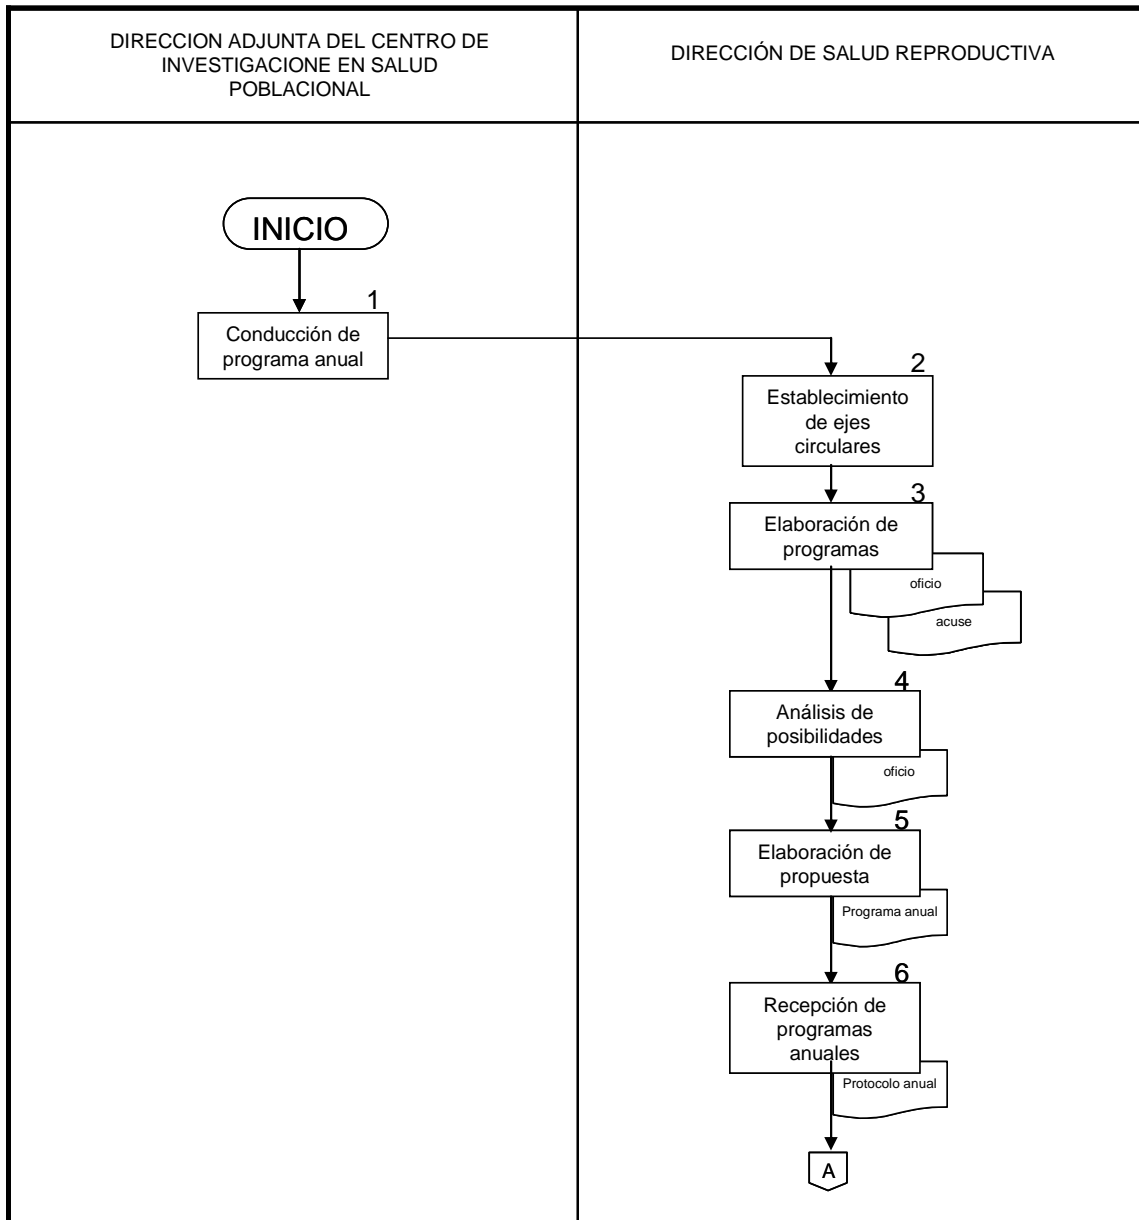 DIRECCION ADJUNTA DEL CENTRO DE
INVESTIGACIONE EN SALUD
POBLACIONAL
DIRECCIÓN DE SALUD REPRODUCTIVA
INICIO
1
Conducción de
programa anual
2
Establecimiento
de ejes
circulares
3
Elaboración de
programas
oficio
acuse
4
Análisis de
posibilidades
oficio
5
Elaboración de
propuesta
Programa anual
6
Recepción de
programas
anuales
Protocolo anual
A